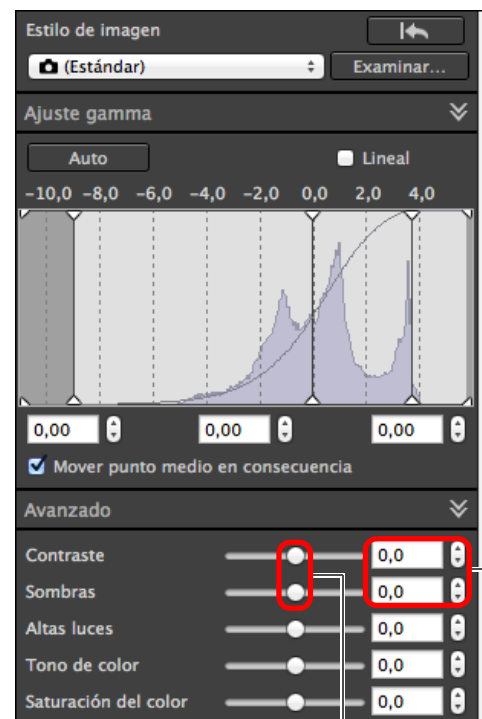 Estilo de imagen
(Estándar)
Examinar...
Ajuste gamma
Auto
Lineal
−10,0 −8,0 −6,0 −4,0 −2,0 0,0 2,0 4,0
0,00 0,00 0,00
Mover punto medio en consecuencia
Avanzado
Contraste 0,0
Sombras 0,0
Altas luces 0,0
Tono de color 0,0
Saturación del color 0,0